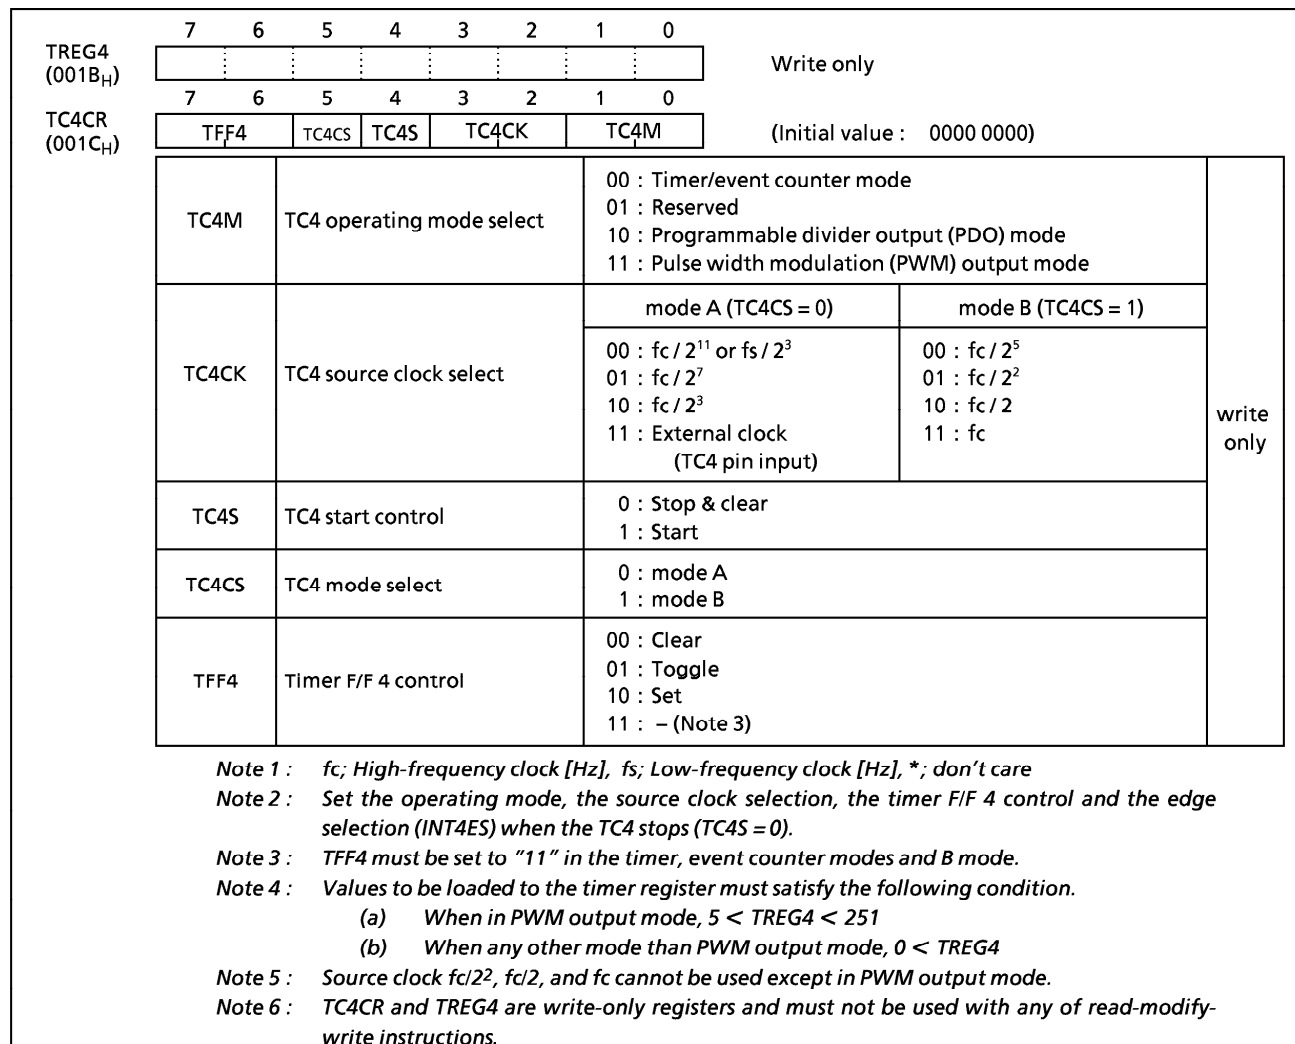 7 6 5 4 3 2 1 0
TREG4
(001BH)
Write only
7 6 5 4 3 2 1 0
TC4CR
(001CH)
TFF4 TC4CS TC4S TC4CK TC4M
(Initial value : 0000 0000)
TC4M
TC4 operating mode select
00 : Timer/event counter mode
01 : Reserved
10 : Programmable divider output (PDO) mode
11 : Pulse width modulation (PWM) output mode
TC4CK
TC4 source clock select
mode A (TC4CS = 0)
mode B (TC4CS = 1)
00 : fc / 2¹¹ or fs / 2³
01 : fc / 2⁷
10 : fc / 2³
11 : External clock
(TC4 pin input)
00 : fc / 2⁵
01 : fc / 2²
10 : fc / 2
11 : fc
write
only
TC4S
TC4 start control
0 : Stop & clear
1 : Start
TC4CS
TC4 mode select
0 : mode A
1 : mode B
TFF4
Timer F/F 4 control
00 : Clear
01 : Toggle
10 : Set
11 : – (Note 3)
Note 1 : fc; High-frequency clock [Hz], fs; Low-frequency clock [Hz], *; don't care
Note 2 : Set the operating mode, the source clock selection, the timer F/F 4 control and the edge
selection (INT4ES) when the TC4 stops (TC4S = 0).
Note 3 : TFF4 must be set to "11" in the timer, event counter modes and B mode.
Note 4 : Values to be loaded to the timer register must satisfy the following condition.
(a) When in PWM output mode, 5 < TREG4 < 251
(b) When any other mode than PWM output mode, 0 < TREG4
Note 5 : Source clock fc/2², fc/2, and fc cannot be used except in PWM output mode.
Note 6 : TC4CR and TREG4 are write-only registers and must not be used with any of read-modify-
write instructions.